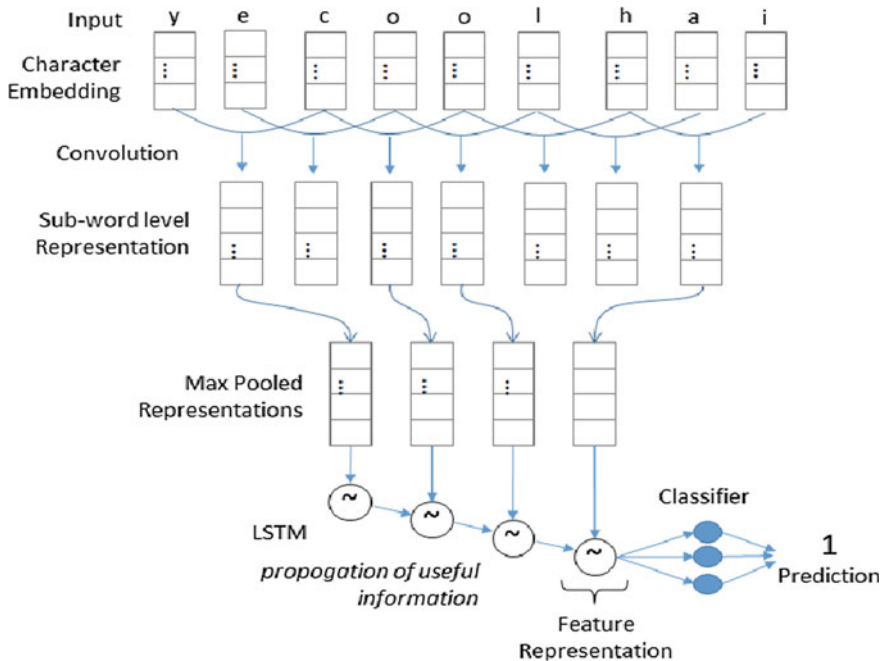 Input y e c o o l h a i
Character
Embedding
Convolution
Sub-word level
Representation
Max Pooled
Representations
Classifier
LSTM
1
Prediction
propogation of useful
information
Feature
Representation